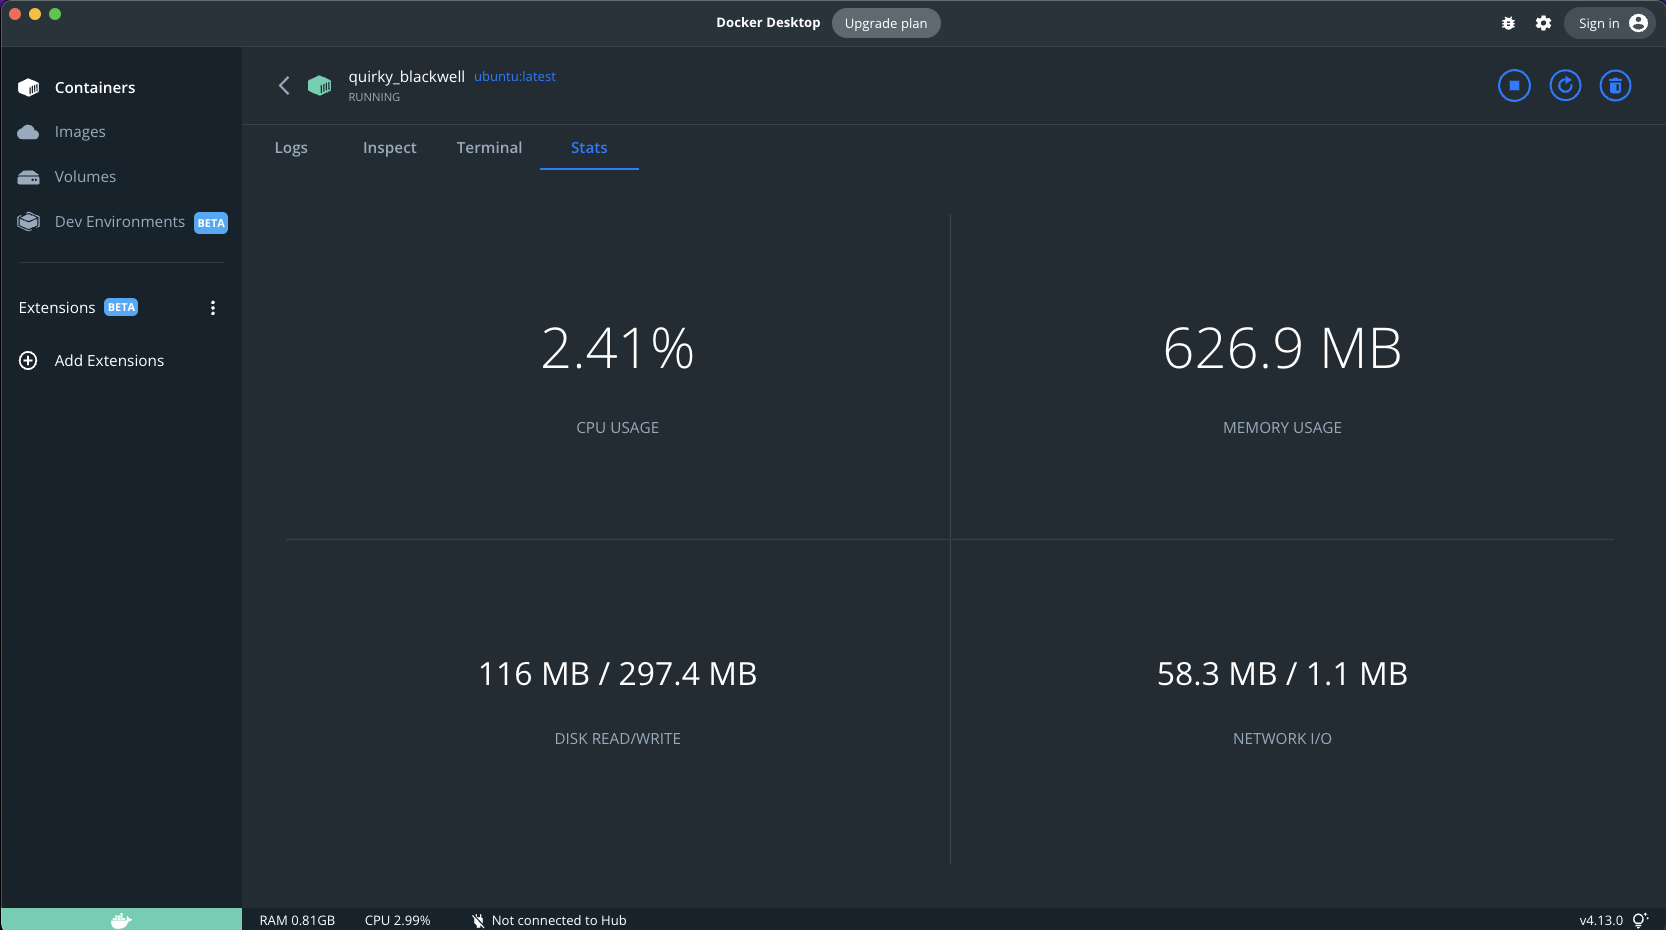 Docker Desktop Upgrade plan
Sign in
Containers
Images
Volumes
Dev Environments BETA
Extensions BETA
Add Extensions
quirky_blackwell ubuntu:latest
RUNNING
Logs Inspect Terminal Stats
2.41%
CPU USAGE
626.9 MB
MEMORY USAGE
116 MB / 297.4 MB
DISK READ/WRITE
58.3 MB / 1.1 MB
NETWORK I/O
RAM 0.81GB CPU 2.99% Not connected to Hub
v4.13.0